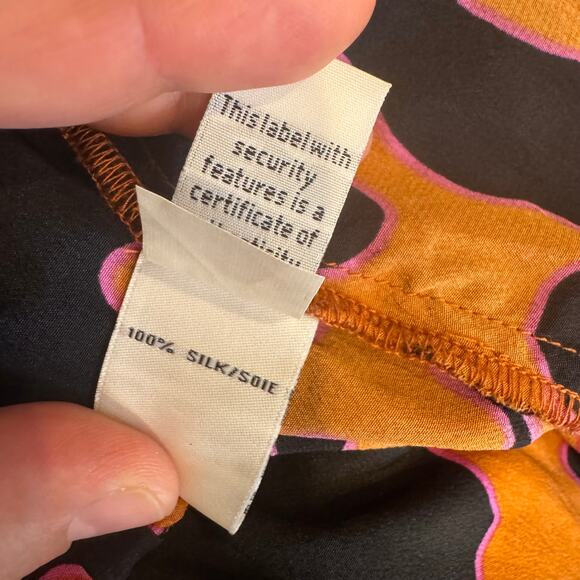 This label with
security
features is a
certificate of
100% SILK/SOIE